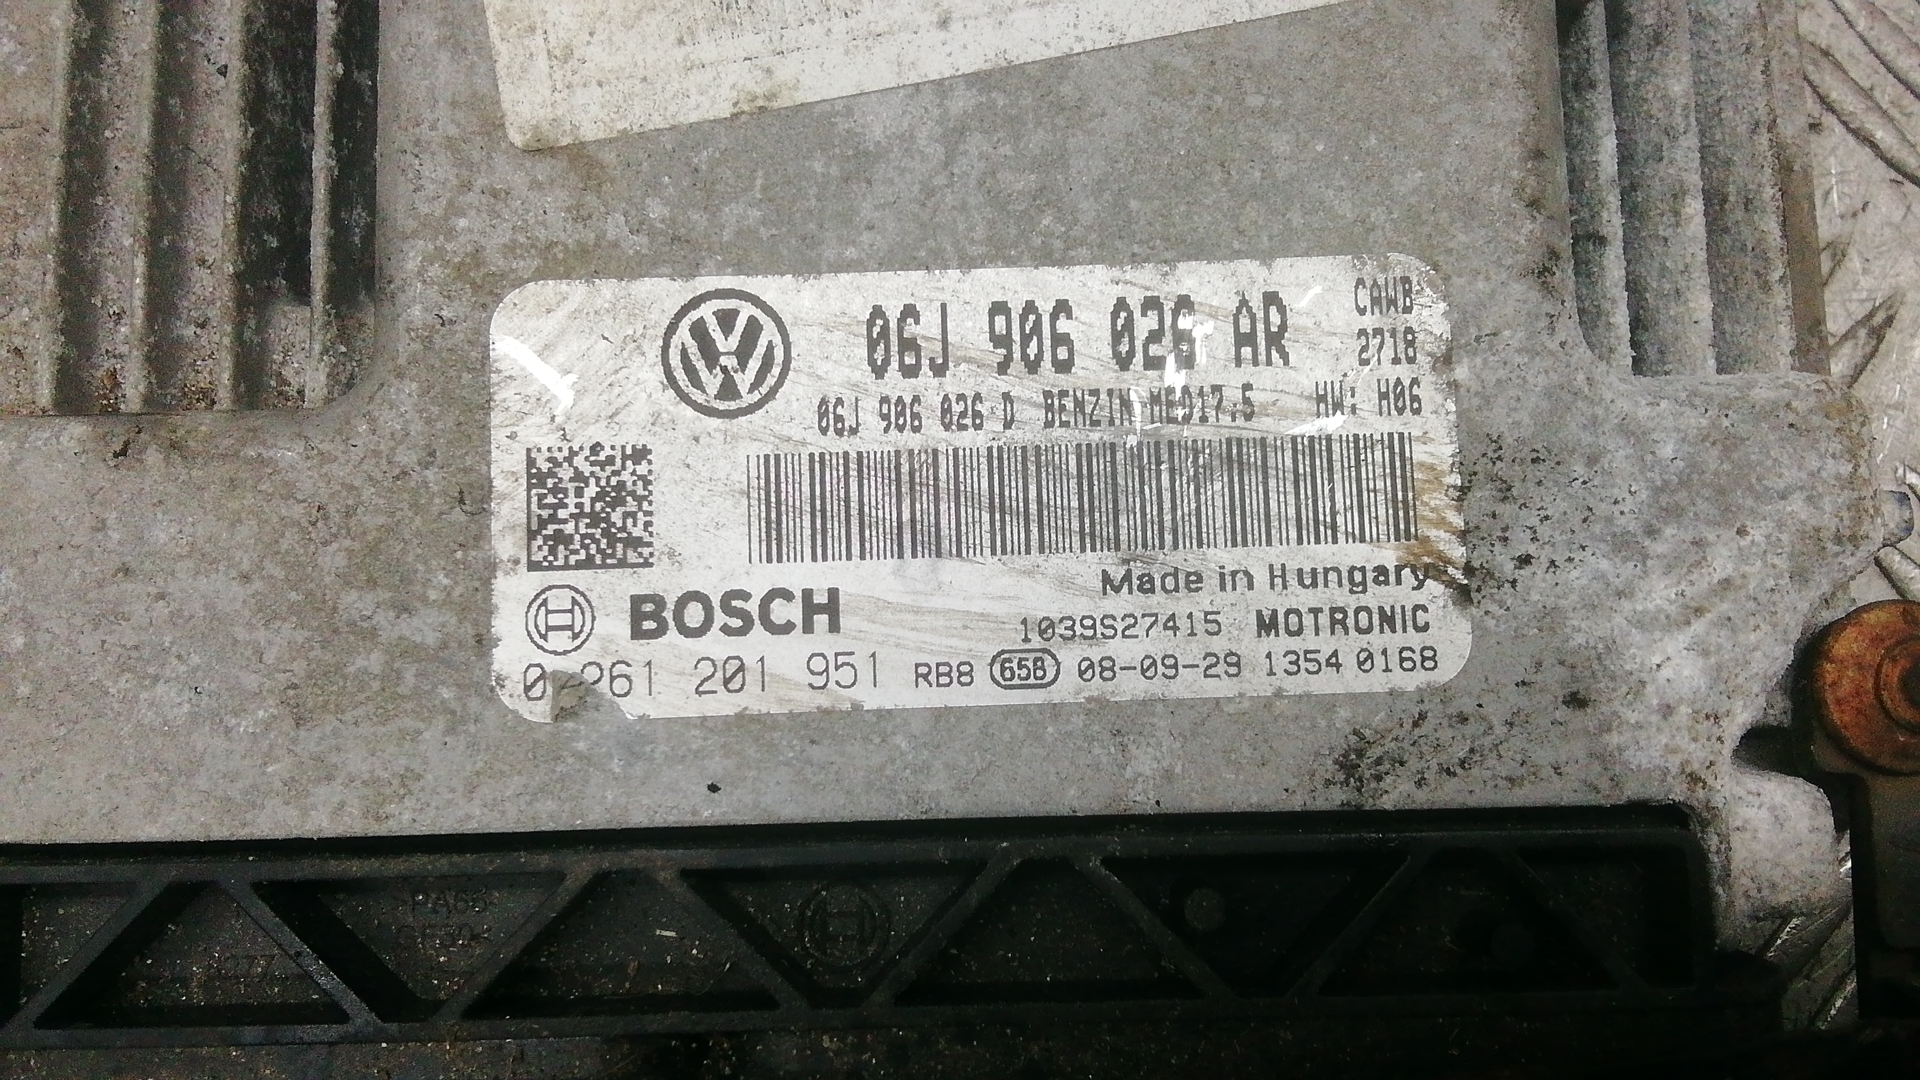 06J 906 026 AR
CAWB
2718
06J 906 026 D BENZIN MED17.5 HW: H06
Made in Hungary
BOSCH
1039S27415 MOTRONIC
0 261 201 951 RB8 658 08-09-29 1354 0168
PA66